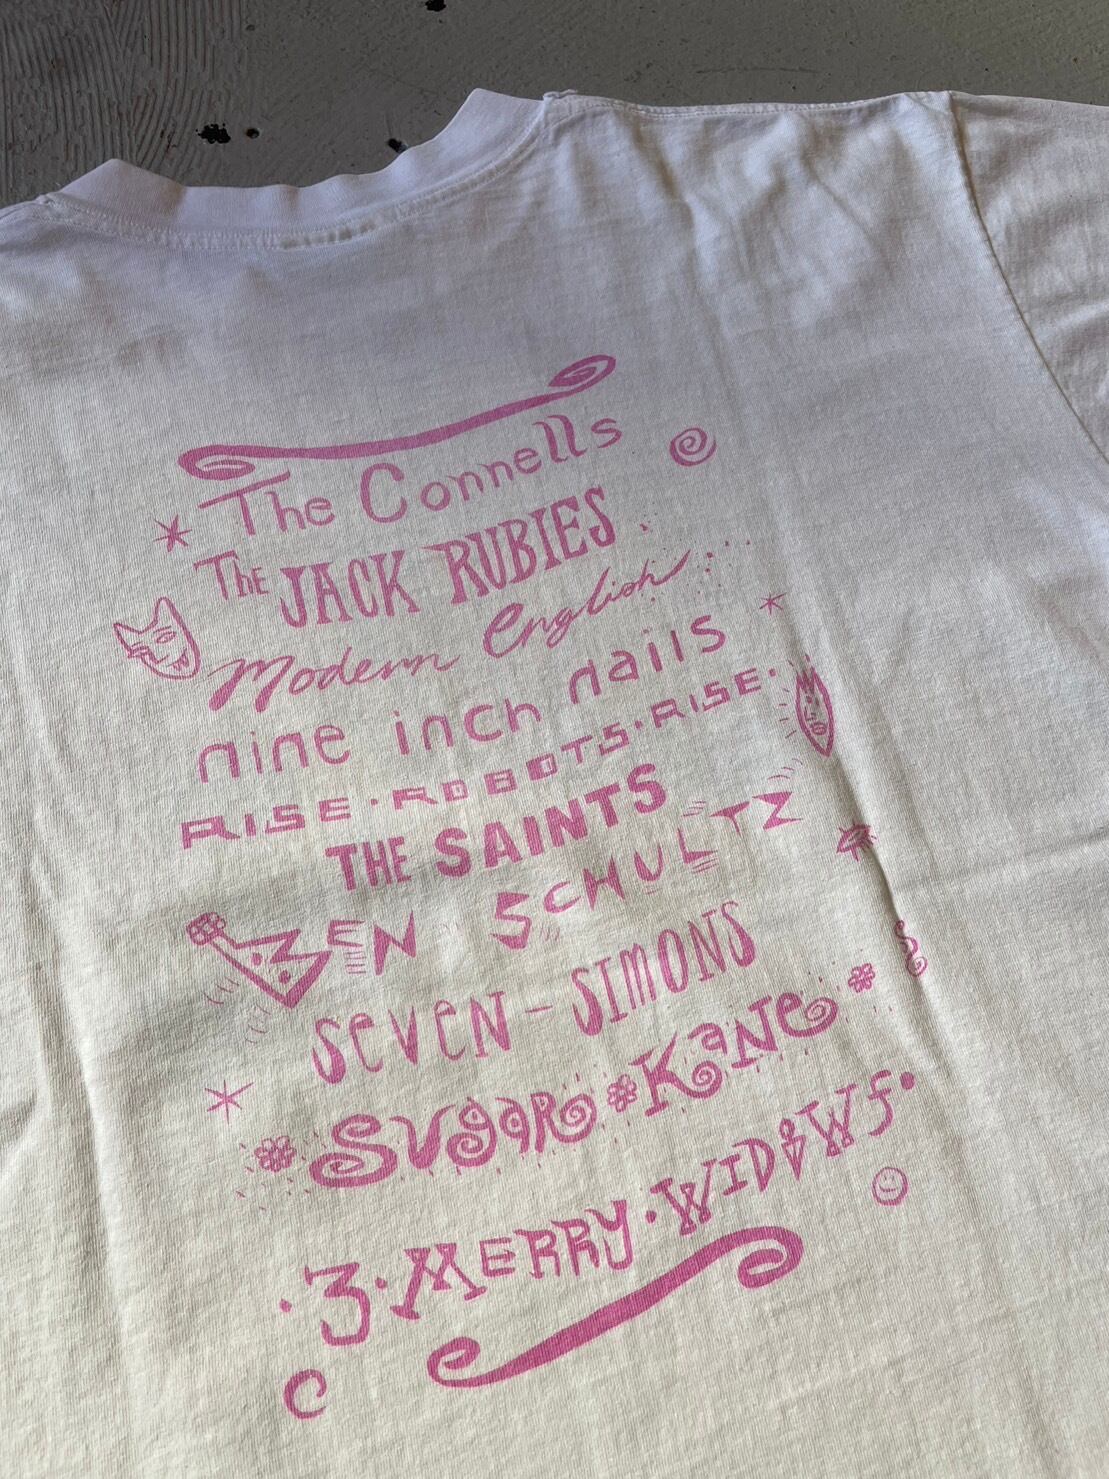 The Connells
The JACK RUBIES
Modern English
nine inch nails
RISE·ROBOTS·RISE·
THE SAINTS
ZEN SCHULTZ
SEVEN-SIMONS
Sugar Kane
·3·MERRY·WIDOWS·